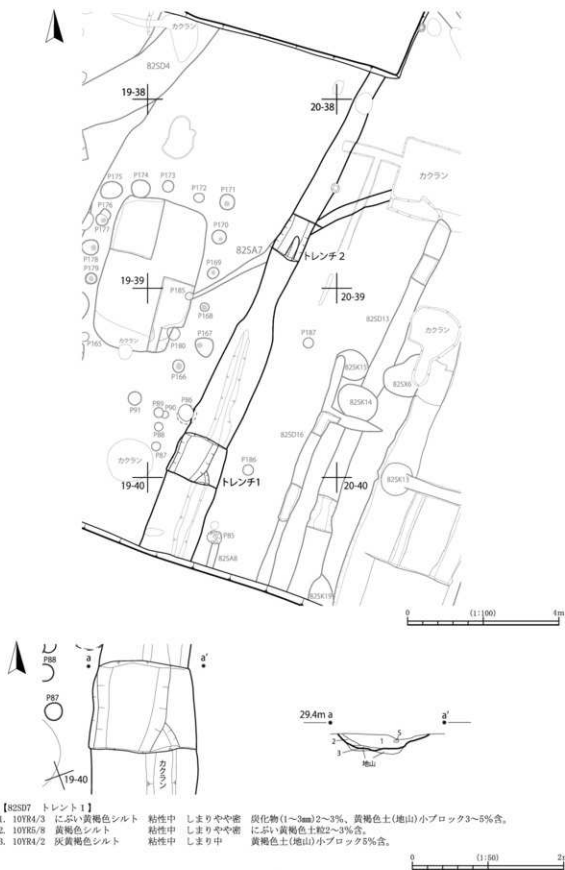 カクラン
82SD4
19-38
20-38
カクラン
P175
P174
P173
P172
P171
P176
P177
P170
82SA7
トレンチ2
P178
P179
P169
19-39
P185
20-39
82SD13
P168
カクラン
P165
カクラン
P180
P167
P187
P166
82SK15
82SK6
P91
P89
P90
P86
82SK14
P88
82SD16
カクラン
P87
P186
19-40
トレンチ1
20-40
82SK13
P85
82SA8
82SK19
0
(1:100)
4m
P88
a
a'
P87
カクラン
19-40
29.4m a
a'
2
3
1
5
地山
【82SD7 トレント1】
1. 10YR4/3 にぶい黄褐色シルト 粘性中 しまりやや密 炭化物(1〜3mm)2〜3%、黄褐色土(地山)小ブロック3〜5%含。
2. 10YR5/8 黄褐色シルト 粘性中 しまりやや密 にぶい黄褐色土粒2〜3%含。
3. 10YR4/2 灰黄褐色シルト 粘性中 しまり中 黄褐色土(地山)小ブロック5%含。
0
(1:50)